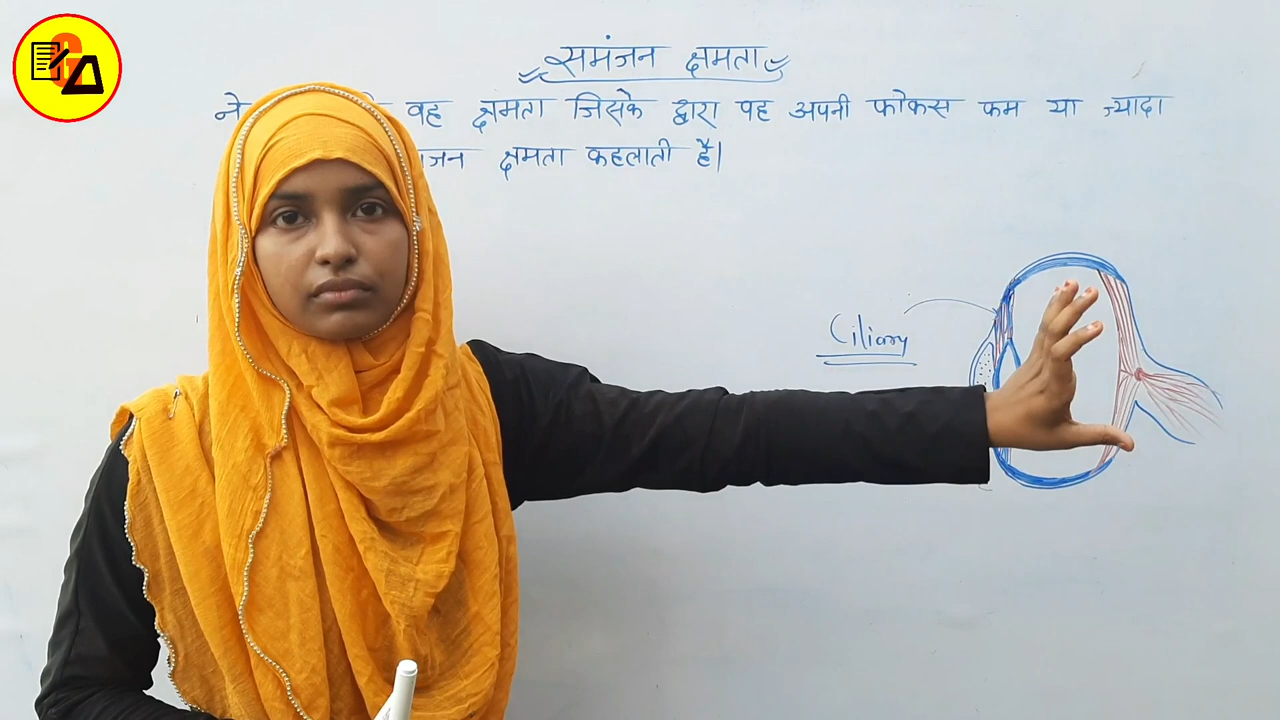 समंजन क्षमता
वह क्षमता जिसके द्वारा यह अपनी फोकस कम या ज्यादा
क्षमता कहलाती है।
Ciliary